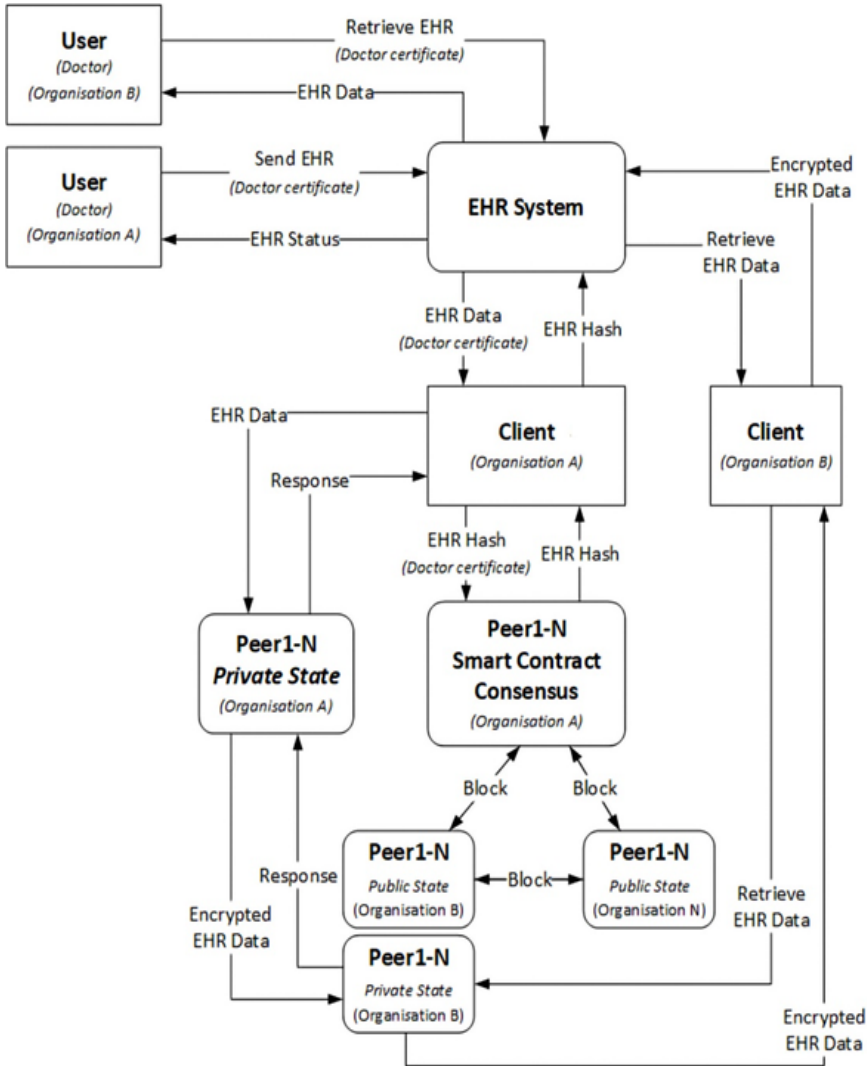 User
(Doctor)
(Organisation B)
Retrieve EHR
(Doctor certificate)
EHR Data
User
(Doctor)
(Organisation A)
Send EHR
(Doctor certificate)
EHR Status
EHR System
Encrypted
EHR Data
Retrieve
EHR Data
EHR Data
(Doctor certificate)
EHR Hash
Client
(Organisation A)
Client
(Organisation B)
EHR Data
Response
EHR Hash
(Doctor certificate)
EHR Hash
Peer1-N
Private State
(Organisation A)
Peer1-N
Smart Contract
Consensus
(Organisation A)
Block
Block
Peer1-N
Public State
(Organisation B)
Block
Peer1-N
Public State
(Organisation N)
Response
Encrypted
EHR Data
Retrieve
EHR Data
Peer1-N
Private State
(Organisation B)
Encrypted
EHR Data